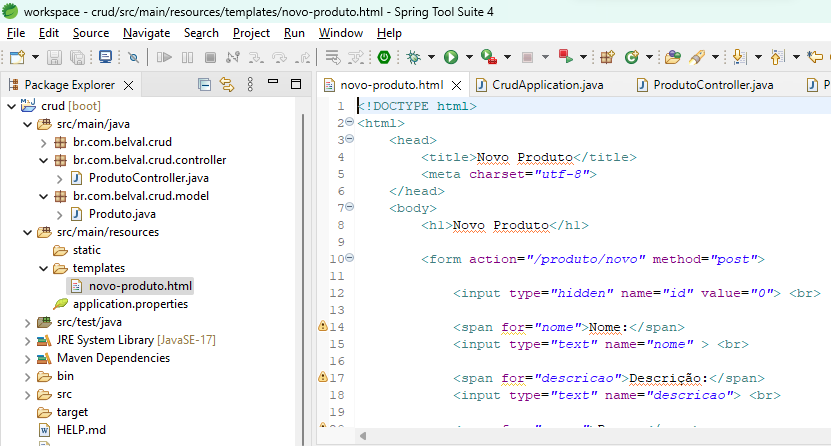 workspace - crud/src/main/resources/templates/novo-produto.html - Spring Tool Suite 4
File Edit Source Navigate Search Project Run Window Help
Package Explorer
crud [boot]
src/main/java
br.com.belval.crud
br.com.belval.crud.controller
ProdutoController.java
br.com.belval.crud.model
Produto.java
src/main/resources
static
templates
novo-produto.html
application.properties
src/test/java
JRE System Library [JavaSE-17]
Maven Dependencies
bin
src
target
HELP.md
novo-produto.html CrudApplication.java ProdutoController.java
1 <!DOCTYPE html>
2 <html>
3 <head>
4 <title>Novo Produto</title>
5 <meta charset="utf-8">
6 </head>
7 <body>
8 <h1>Novo Produto</h1>
9
10 <form action="/produto/novo" method="post">
11
12 <input type="hidden" name="id" value="0"> <br>
13
14 <span for="nome">Nome:</span>
15 <input type="text" name="nome" > <br>
16
17 <span for="descricao">Descrição:</span>
18 <input type="text" name="descricao"> <br>
19